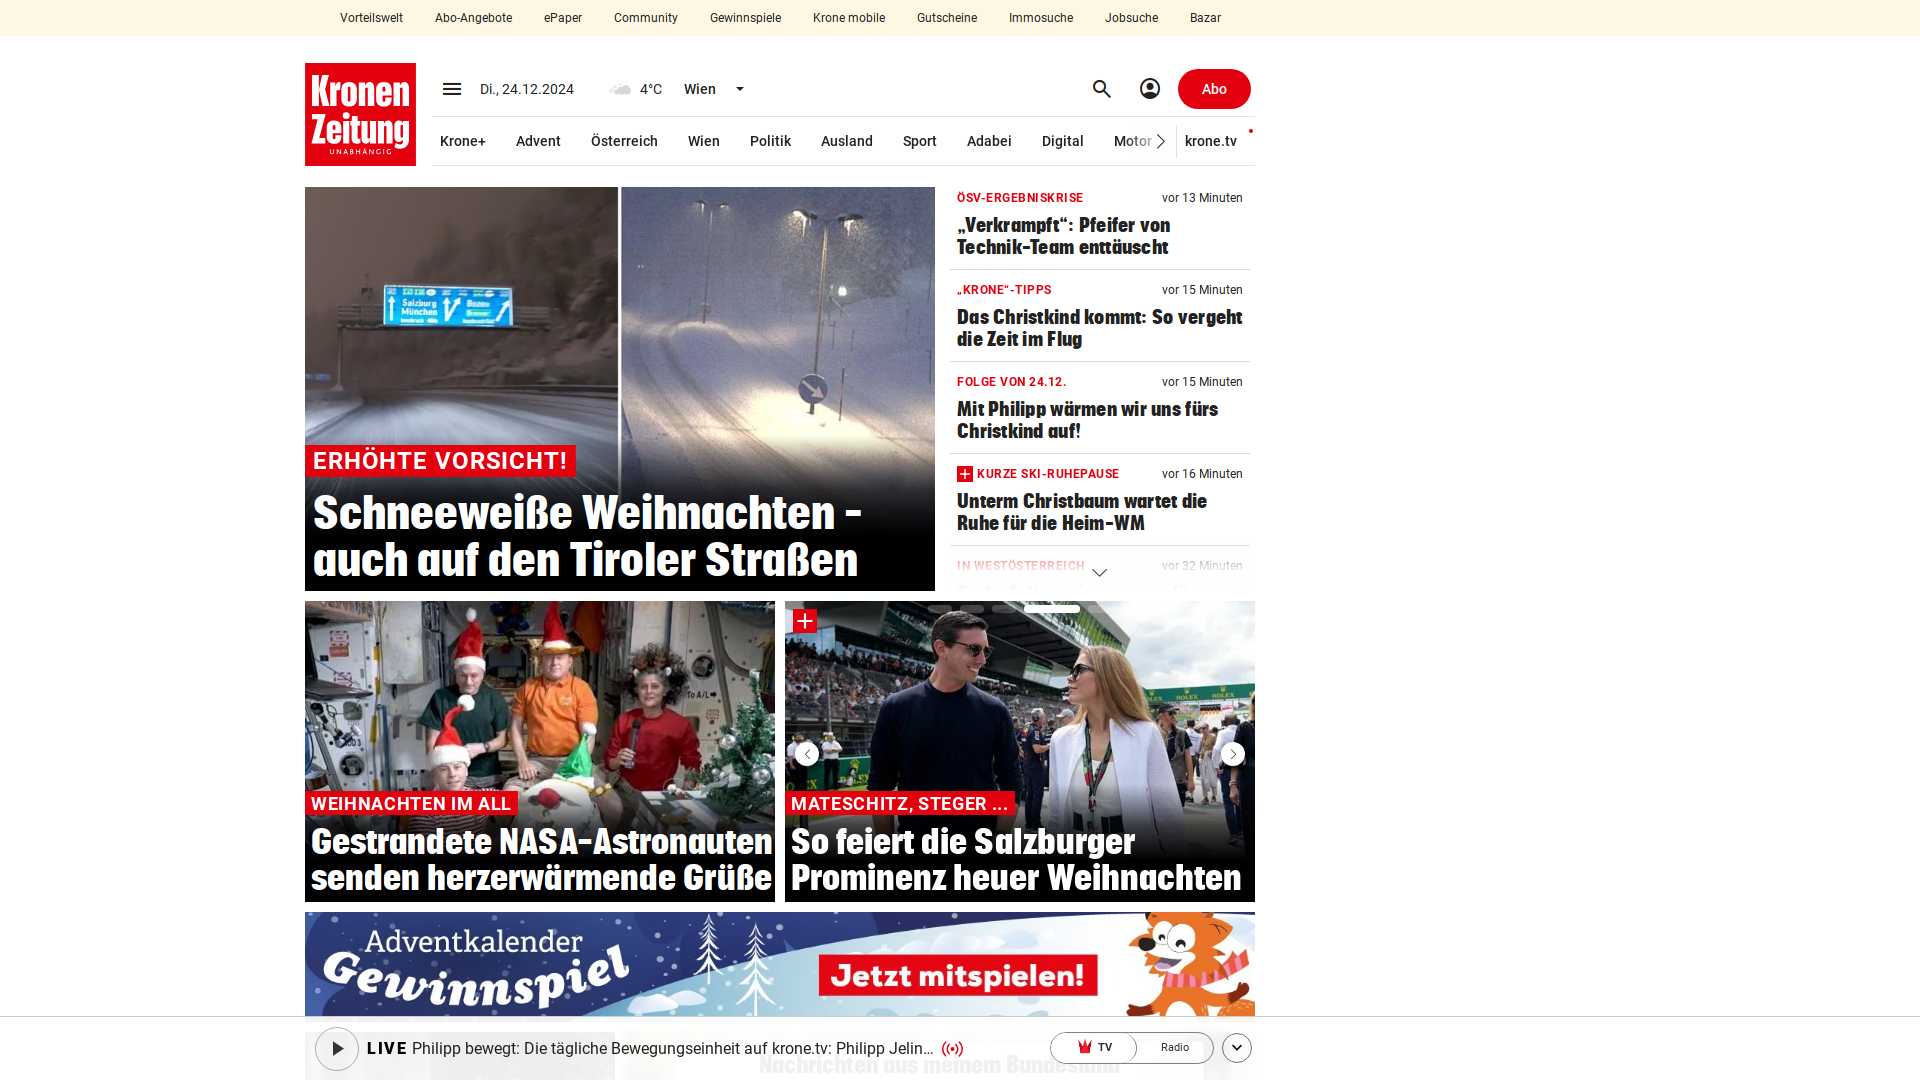 Vorteilswelt
Abo-Angebote
ePaper
Community
Gewinnspiele
Krone mobile
Gutscheine
Immosuche
Jobsuche
Bazar
Kronen
Zeitung
UNABHÄNGIG
Di., 24.12.2024
4°C
Wien
Abo
Krone+
Advent
Österreich
Wien
Politik
Ausland
Sport
Adabei
Digital
Motor
krone.tv
Salzburg
München
Bozen
ERHÖHTE VORSICHT!
Schneeweiße Weihnachten –
auch auf den Tiroler Straßen
ÖSV-ERGEBNISKRISE
vor 13 Minuten
„Verkrampft“: Pfeifer von
Technik-Team enttäuscht
„KRONE“-TIPPS
vor 15 Minuten
Das Christkind kommt: So vergeht
die Zeit im Flug
FOLGE VON 24.12.
vor 15 Minuten
Mit Philipp wärmen wir uns fürs
Christkind auf!
KURZE SKI-RUHEPAUSE
vor 16 Minuten
Unterm Christbaum wartet die
Ruhe für die Heim-WM
IN WESTÖSTERREICH
vor 32 Minuten
To A/L
WEIHNACHTEN IM ALL
Gestrandete NASA-Astronauten
senden herzerwärmende Grüße
ROLEX
ROLEX
ROLEX
MATESCHITZ, STEGER ...
So feiert die Salzburger
Prominenz heuer Weihnachten
Adventkalender
Gewinnspiel
Jetzt mitspielen!
LIVE Philipp bewegt: Die tägliche Bewegungseinheit auf krone.tv: Philipp Jelin...
TV
Radio
Nachrichten aus meinem Bundesland